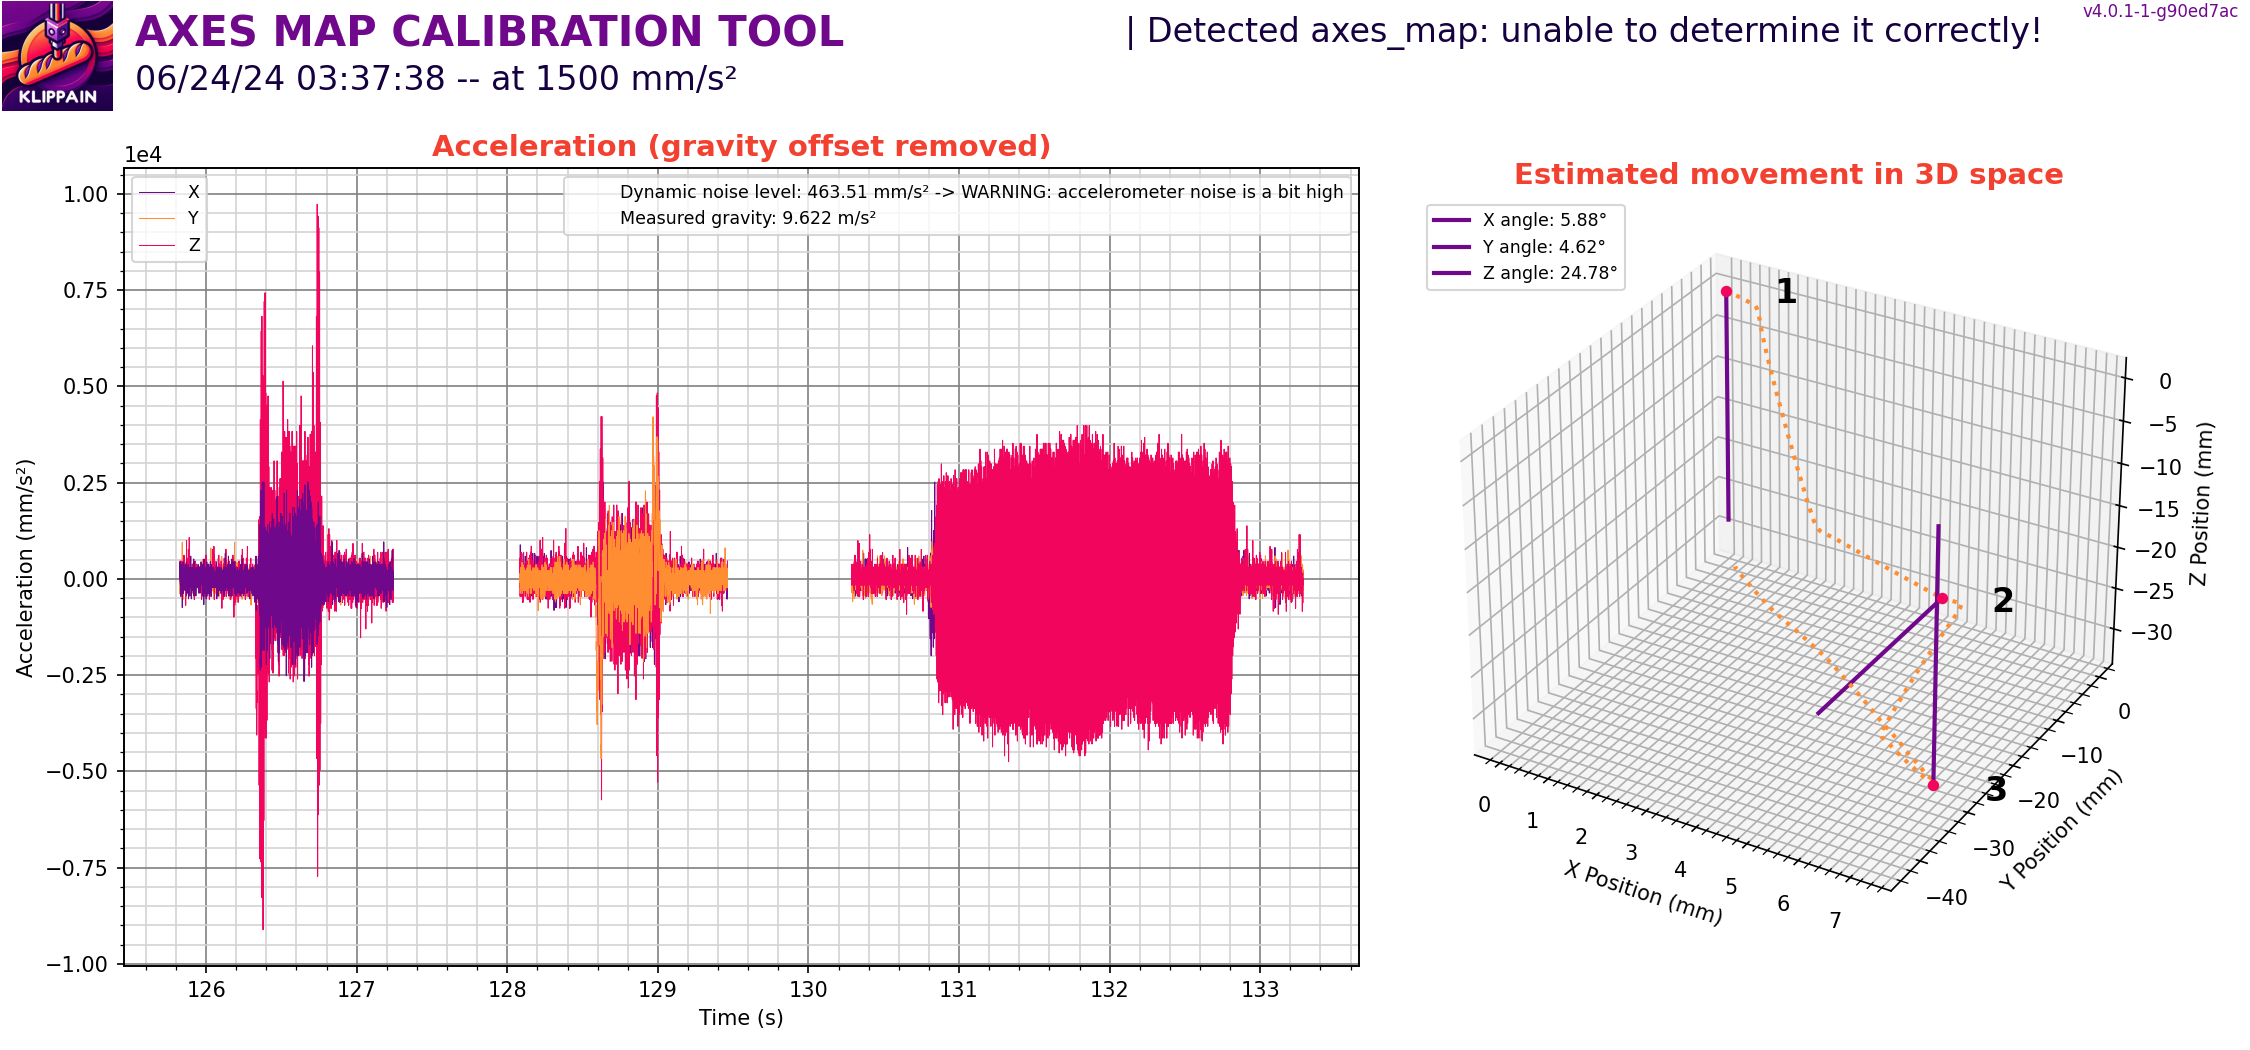 KLIPPAIN
AXES MAP CALIBRATION TOOL
06/24/24 03:37:38 -- at 1500 mm/s²
| Detected axes_map: unable to determine it correctly!
v4.0.1-1-g90ed7ac
Acceleration (gravity offset removed)
1e4
X
Y
Z
Dynamic noise level: 463.51 mm/s² -> WARNING: accelerometer noise is a bit high
Measured gravity: 9.622 m/s²
1.00
0.75
0.50
0.25
0.00
−0.25
−0.50
−0.75
−1.00
Acceleration (mm/s²)
126
127
128
129
130
131
132
133
Time (s)
Estimated movement in 3D space
X angle: 5.88°
Y angle: 4.62°
Z angle: 24.78°
1
2
3
0
−5
−10
−15
−20
−25
−30
Z Position (mm)
0
−10
−20
−30
−40
Y Position (mm)
0
1
2
3
4
5
6
7
X Position (mm)